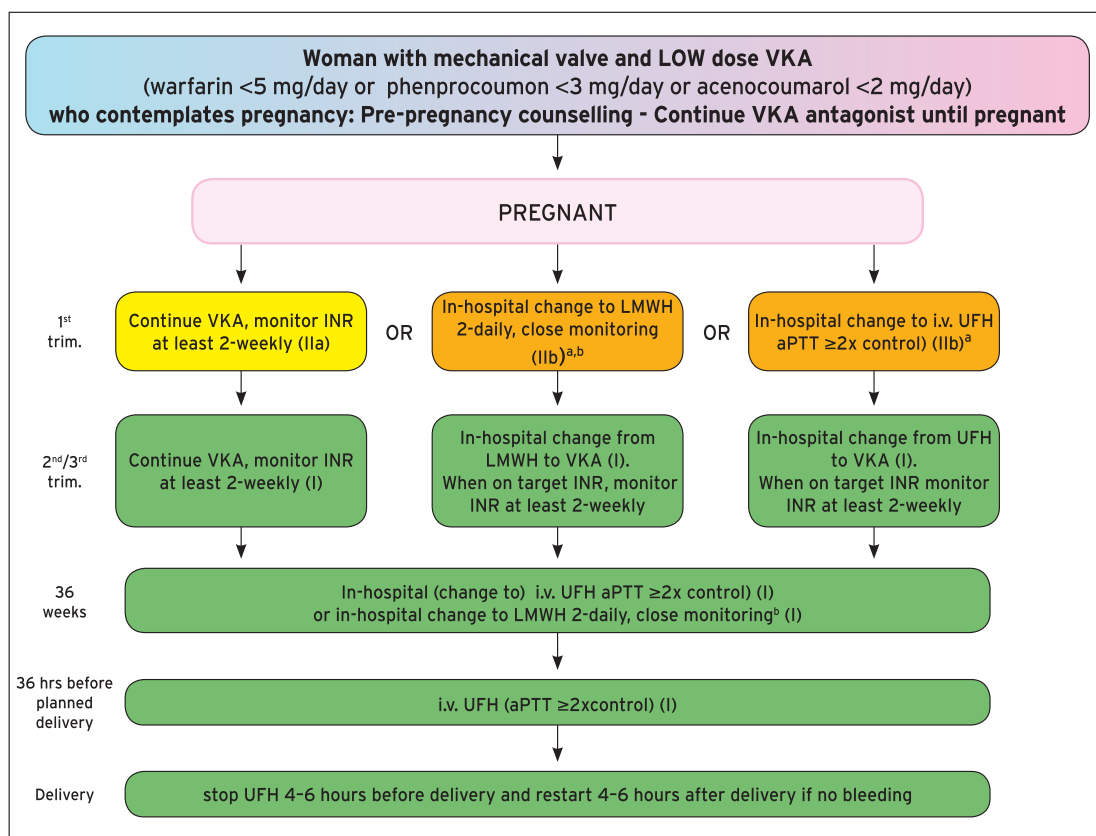 Woman with mechanical valve and LOW dose VKA
(warfarin <5 mg/day or phenprocoumon <3 mg/day or acenocoumarol <2 mg/day)
who contemplates pregnancy: Pre-pregnancy counselling - Continue VKA antagonist until pregnant
PREGNANT
1st
trim.
Continue VKA, monitor INR
at least 2-weekly (IIa)
OR
In-hospital change to LMWH
2-daily, close monitoring
(IIb)a,b
OR
In-hospital change to i.v. UFH
aPTT ≥2x control) (IIb)a
2nd/3rd
trim.
Continue VKA, monitor INR
at least 2-weekly (I)
In-hospital change from
LMWH to VKA (I).
When on target INR, monitor
INR at least 2-weekly
In-hospital change from UFH
to VKA (I).
When on target INR monitor
INR at least 2-weekly
36
weeks
In-hospital (change to) i.v. UFH aPTT ≥2x control) (I)
or in-hospital change to LMWH 2-daily, close monitoringb (I)
36 hrs before
planned
delivery
i.v. UFH (aPTT ≥2xcontrol) (I)
Delivery
stop UFH 4–6 hours before delivery and restart 4–6 hours after delivery if no bleeding